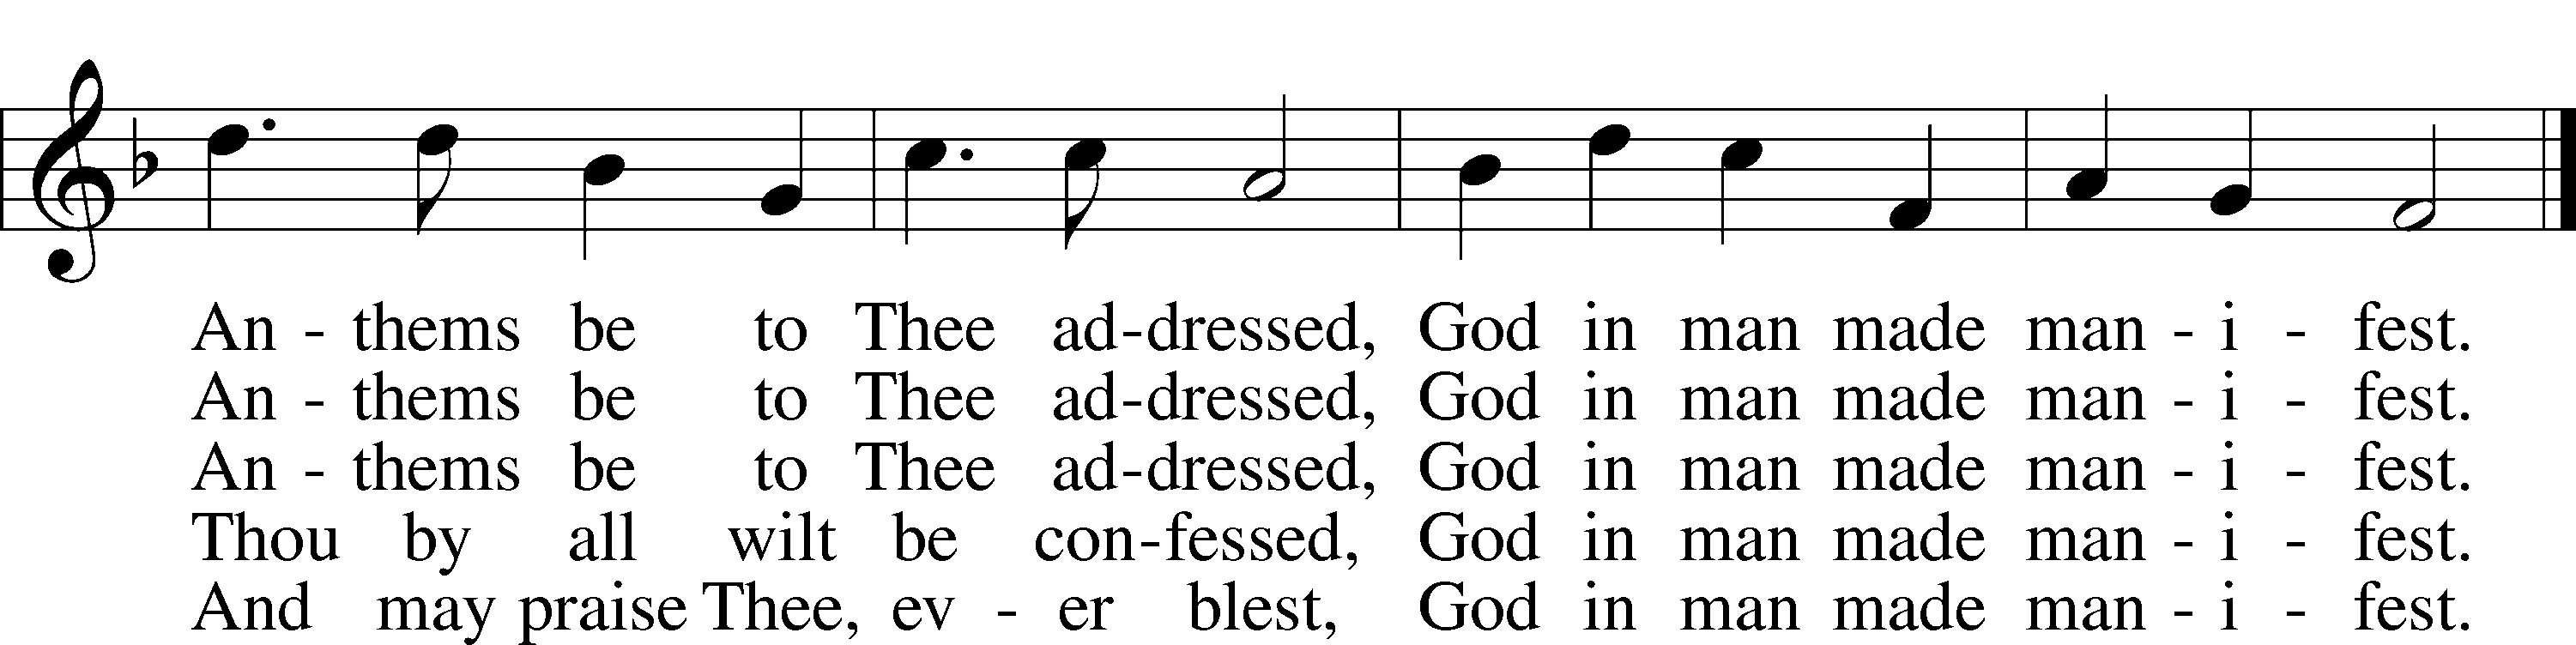 An - thems be to Thee ad-dressed, God in man made man - i - fest.
An - thems be to Thee ad-dressed, God in man made man - i - fest.
An - thems be to Thee ad-dressed, God in man made man - i - fest.
Thou by all wilt be con-fessed, God in man made man - i - fest.
And may praise Thee, ev - er blest, God in man made man - i - fest.